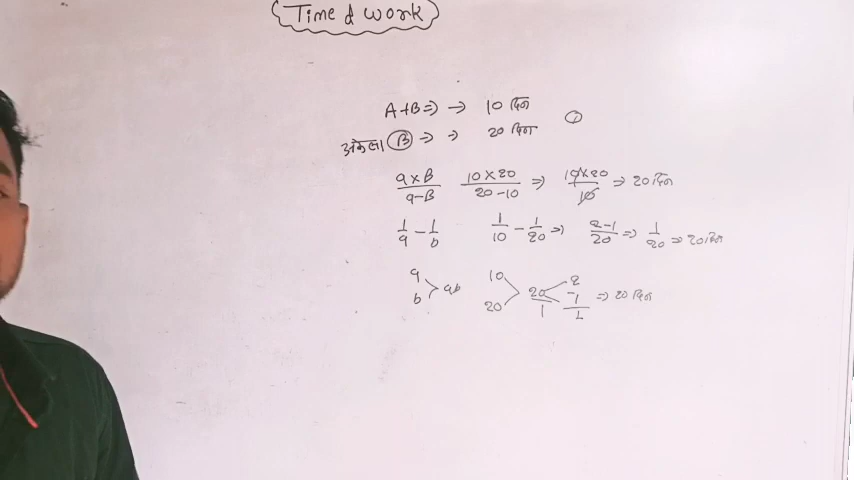 Time & work
A+B ⇒ → 10 दिन ①
अकेला B ⇒ → 20 दिन
a×B/a-B 10×20/20-10 ⇒ 10×20/10 ⇒ 20 दिन
1/a - 1/b 1/10 - 1/20 ⇒ 2-1/20 ⇒ 1/20 ⇒ 20 दिन
a b > ab 10 20 > 20/1 < 2 -1 1 ⇒ 20 दिन